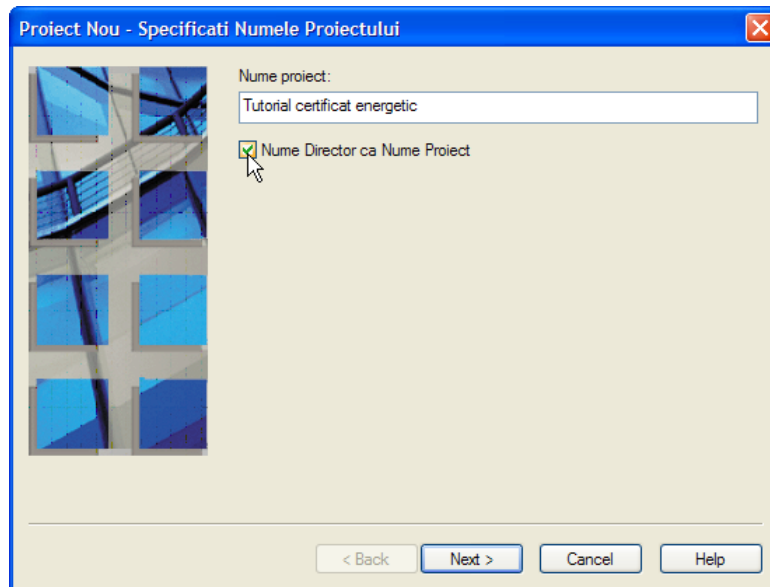 Proiect Nou - Specificati Numele Proiectului
Nume proiect:
Tutorial certificat energetic
Nume Director ca Nume Proiect
< Back
Next >
Cancel
Help